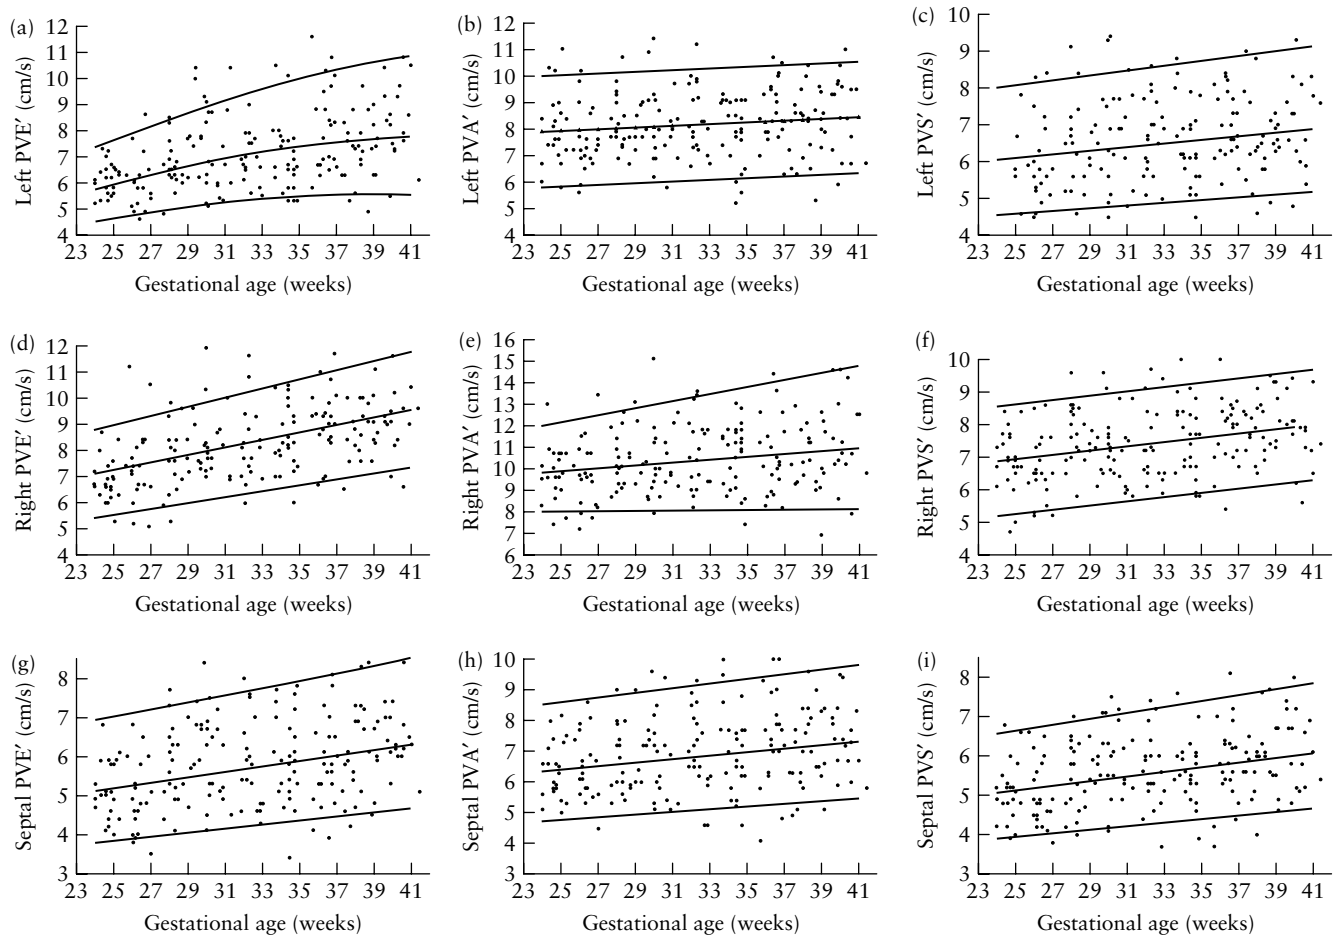 (a)
12
11
10
9
8
7
6
5
4
Left PVE′ (cm/s)
23 25 27 29 31 33 35 37 39 41
Gestational age (weeks)
(b)
12
11
10
9
8
7
6
5
4
Left PVA′ (cm/s)
23 25 27 29 31 33 35 37 39 41
Gestational age (weeks)
(c)
10
9
8
7
6
5
4
Left PVS′ (cm/s)
23 25 27 29 31 33 35 37 39 41
Gestational age (weeks)
(d)
12
11
10
9
8
7
6
5
4
Right PVE′ (cm/s)
23 25 27 29 31 33 35 37 39 41
Gestational age (weeks)
(e)
16
15
14
13
12
11
10
9
8
7
6
Right PVA′ (cm/s)
23 25 27 29 31 33 35 37 39 41
Gestational age (weeks)
(f)
10
9
8
7
6
5
4
Right PVS′ (cm/s)
23 25 27 29 31 33 35 37 39 41
Gestational age (weeks)
(g)
8
7
6
5
4
3
Septal PVE′ (cm/s)
23 25 27 29 31 33 35 37 39 41
Gestational age (weeks)
(h)
10
9
8
7
6
5
4
3
Septal PVA′ (cm/s)
23 25 27 29 31 33 35 37 39 41
Gestational age (weeks)
(i)
8
7
6
5
4
3
Septal PVS′ (cm/s)
23 25 27 29 31 33 35 37 39 41
Gestational age (weeks)